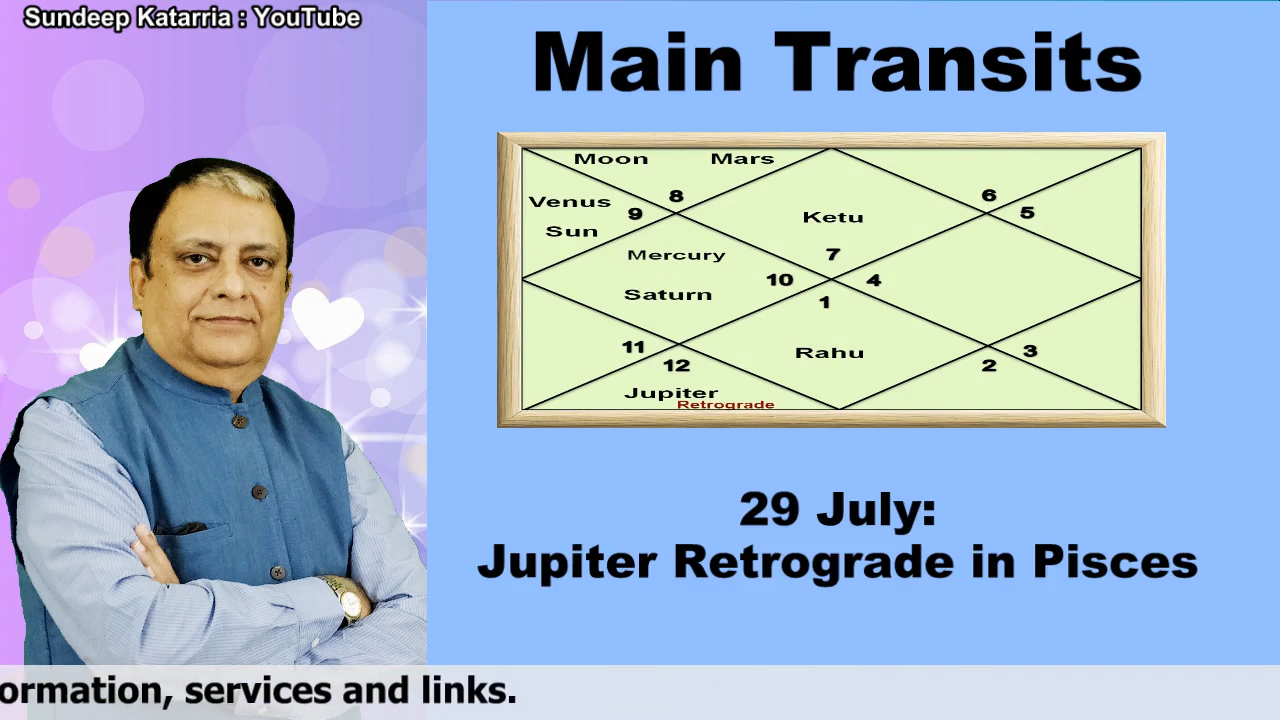 Sundeep Katarria : YouTube
Main Transits
Moon Mars
Venus 8 6
9 5
Sun Ketu
Mercury 7
10 4
Saturn 1
11 Rahu 3
12 2
Jupiter
Retrograde
29 July:
Jupiter Retrograde in Pisces
ormation, services and links.